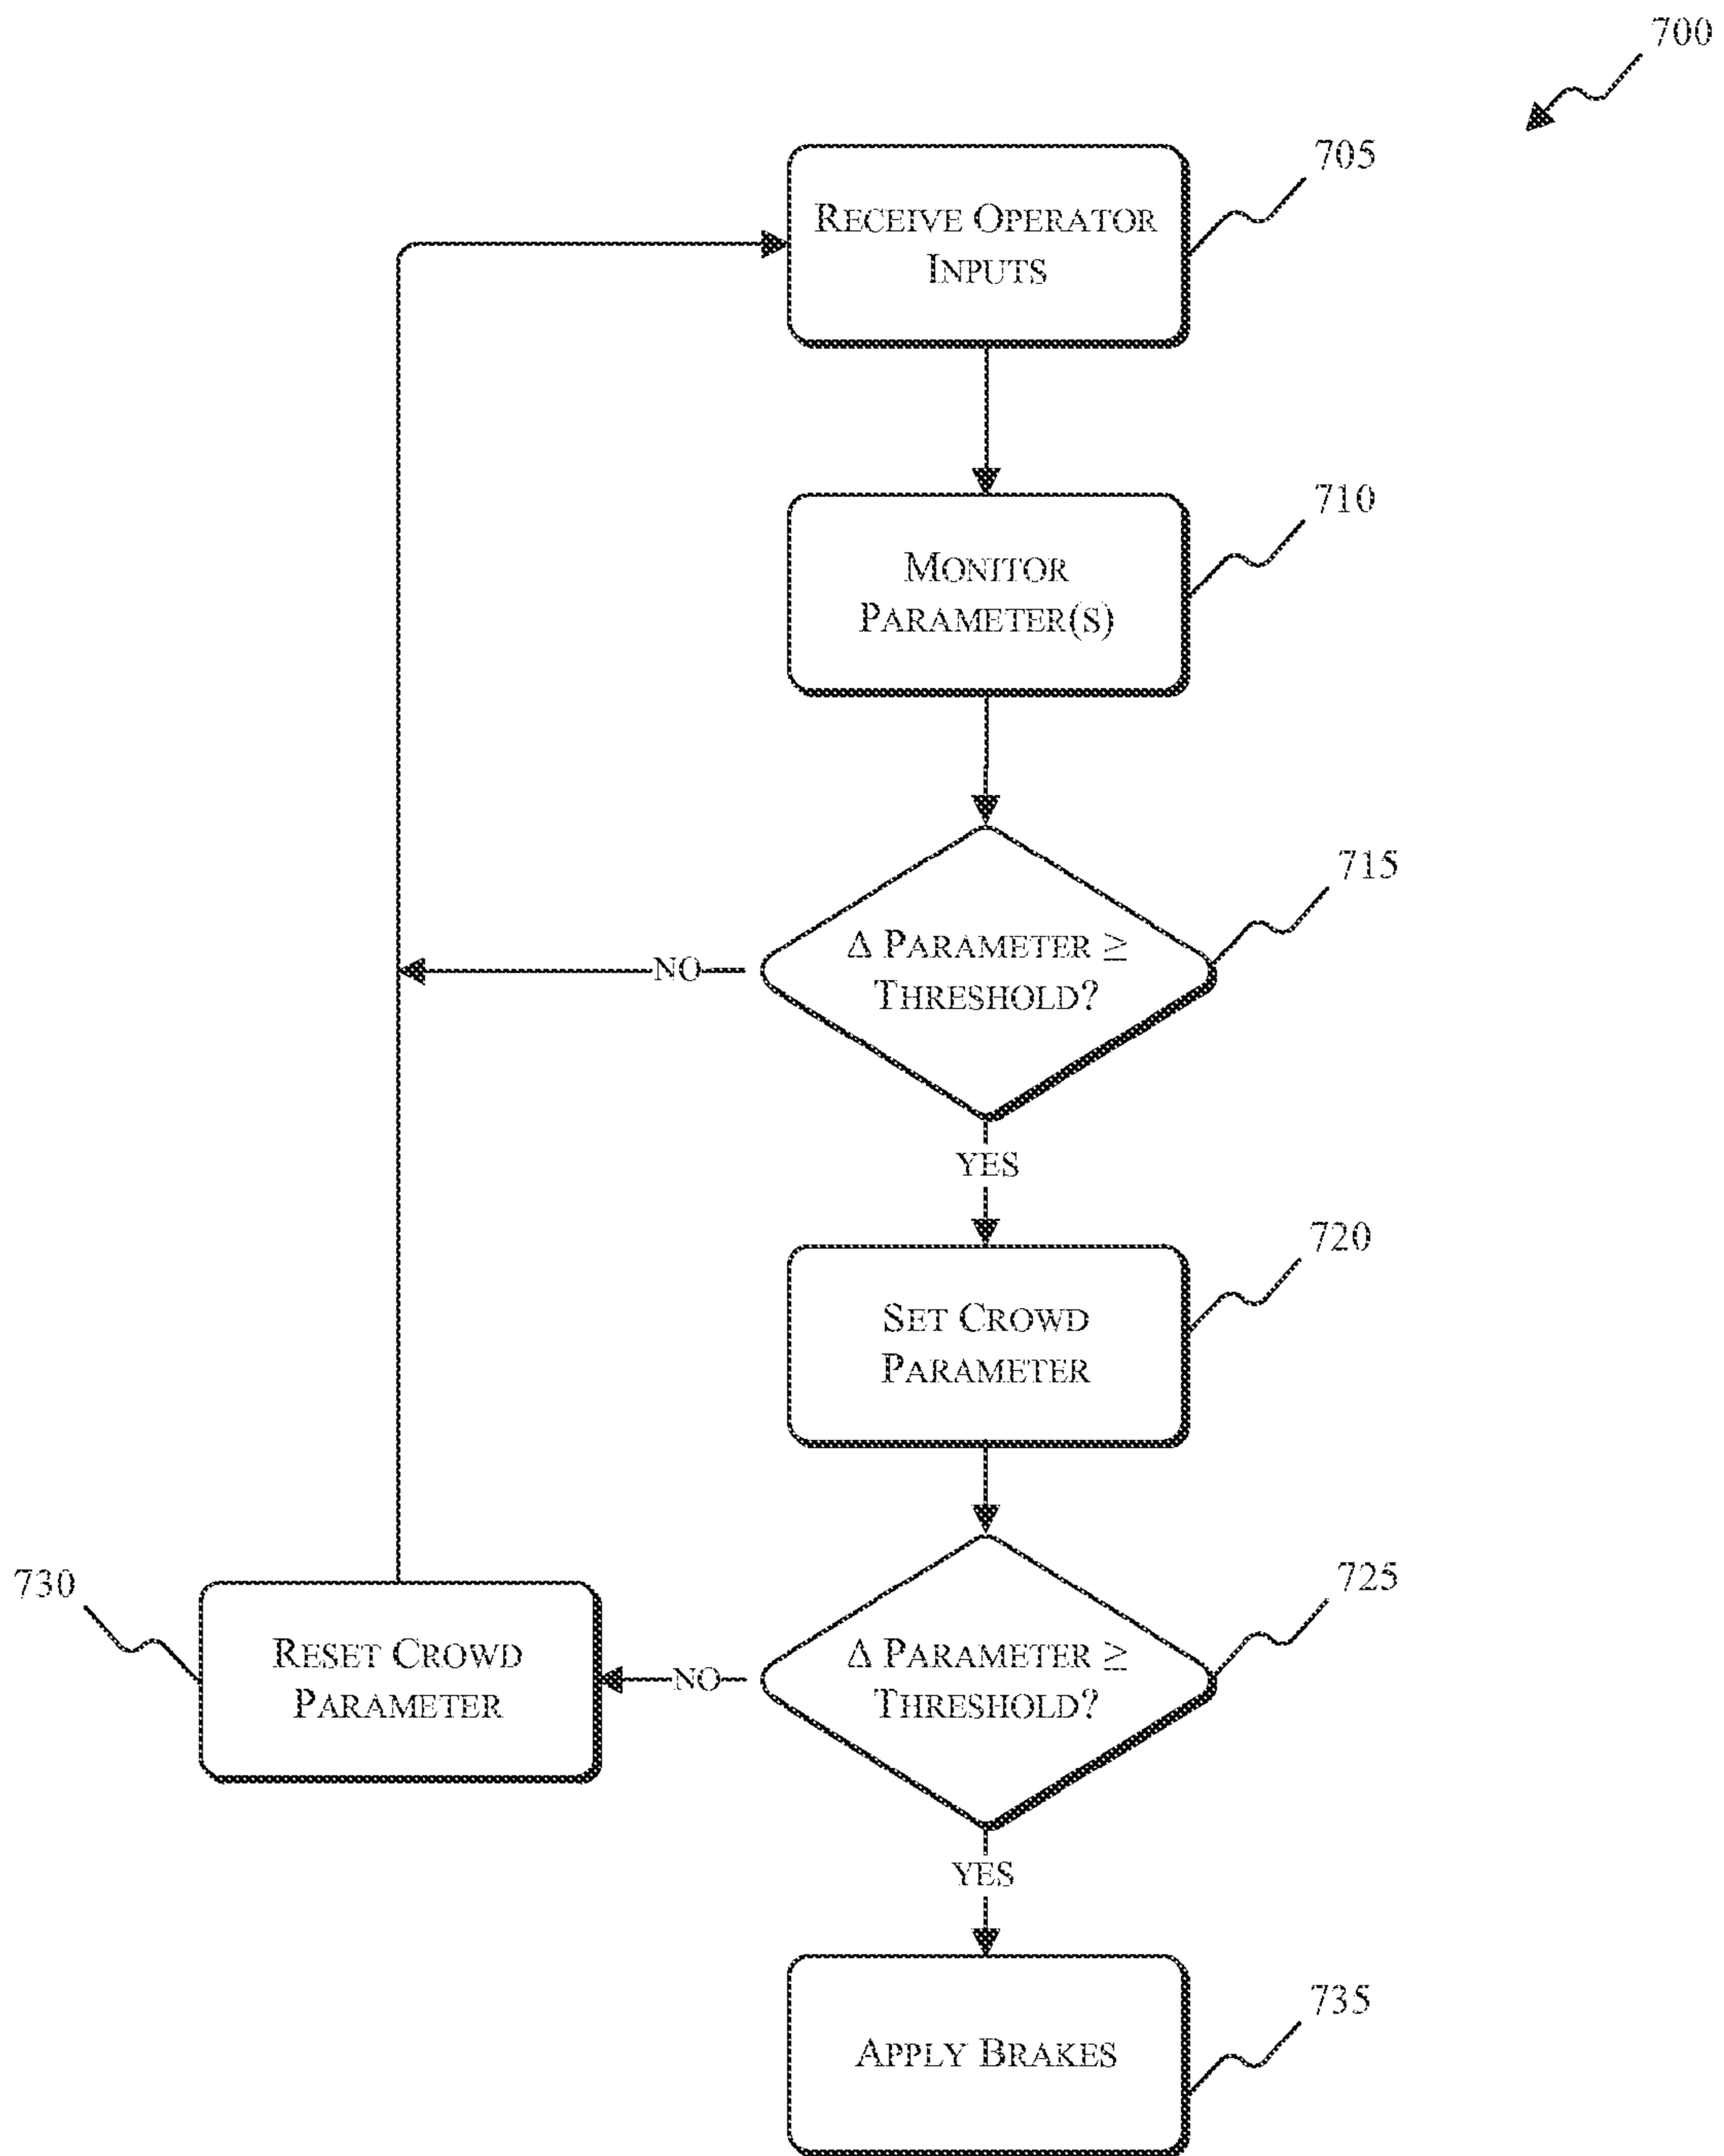 700
705
RECEIVE OPERATOR
INPUTS
710
MONITOR
PARAMETER(S)
715
Δ PARAMETER ≥
THRESHOLD?
NO
YES
720
SET CROWD
PARAMETER
725
Δ PARAMETER ≥
THRESHOLD?
NO
730
RESET CROWD
PARAMETER
YES
735
APPLY BRAKES